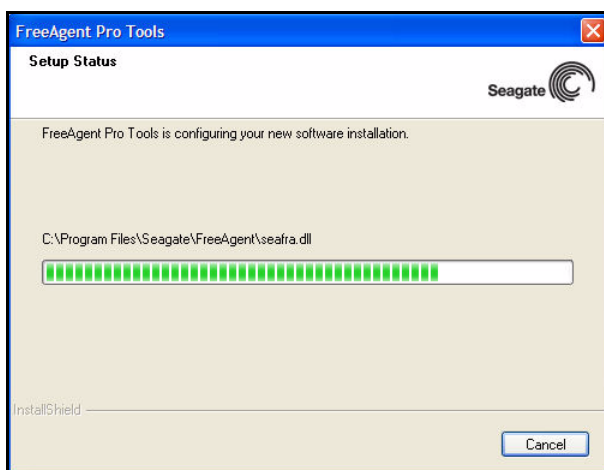 FreeAgent Pro Tools
Setup Status
Seagate
FreeAgent Pro Tools is configuring your new software installation.
C:\Program Files\Seagate\FreeAgent\seafra.dll
InstallShield
Cancel